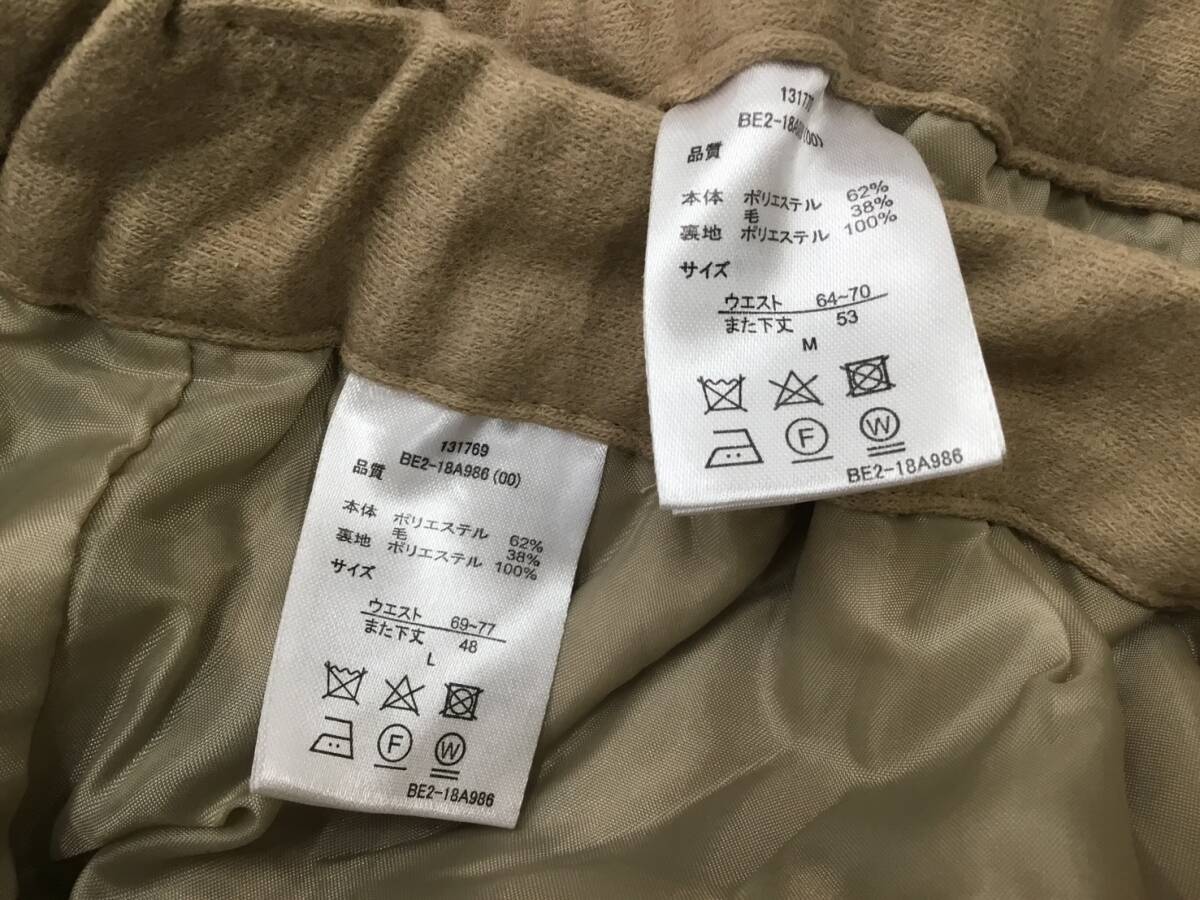 13177
BE2-18A
(00)
品質
本体 ポリエステル 62%
毛 38%
裏地 ポリエステル 100%
サイズ
ウエスト 64~70
また下丈 53
M
F
W
BE2-18A986
131769
BE2-18A986(00)
品質
本体 ポリエステル 62%
毛 38%
裏地 ポリエステル 100%
サイズ
ウエスト 69~77
また下丈 48
L
F
W
BE2-18A986